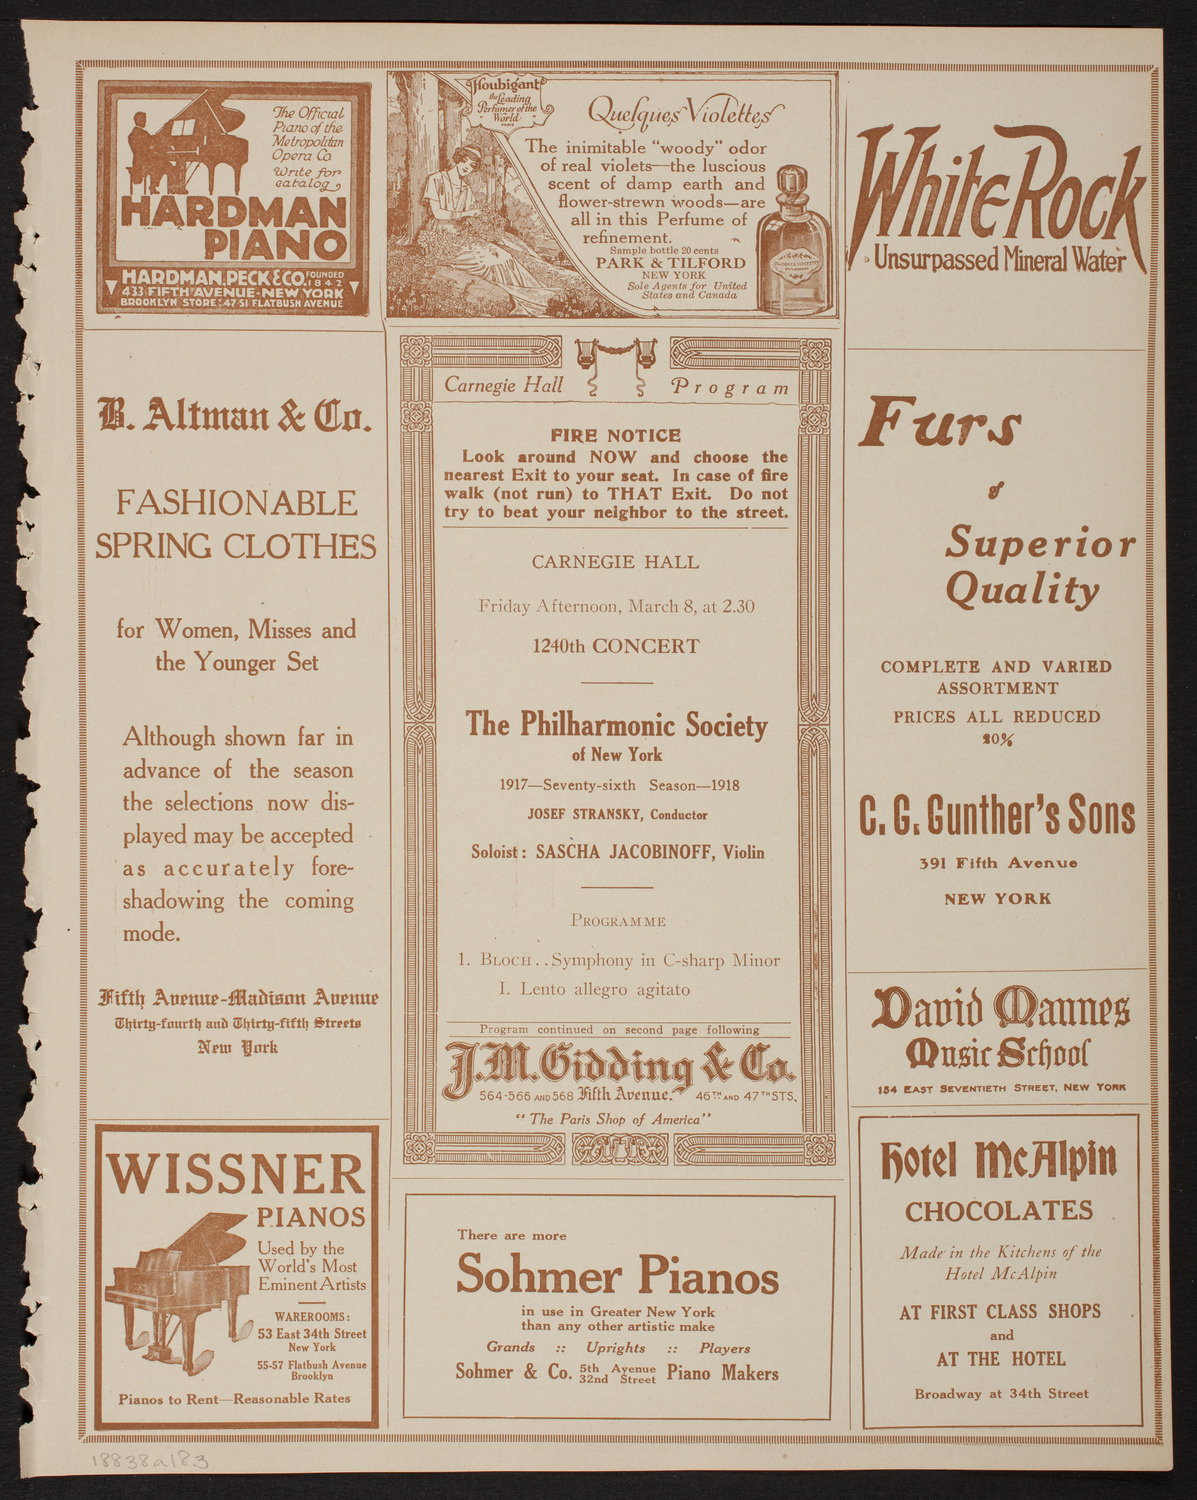 The Official
Piano of the
Metropolitan
Opera Co.
Write for
catalog
HARDMAN
PIANO
HARDMAN, PECK & CO. FOUNDED 1842
433 FIFTH AVENUE-NEW YORK
BROOKLYN STORE: 47-51 FLATBUSH AVENUE
Houbigant
the Leading
Perfumer of the
World
PARIS
Quelques Violettes
The inimitable "woody" odor
of real violets—the luscious
scent of damp earth and
flower-strewn woods—are
all in this Perfume of
refinement.
Sample bottle 20 cents
PARK & TILFORD
NEW YORK
Sole Agents for United
States and Canada
White Rock
Unsurpassed Mineral Water
B. Altman & Co.
FASHIONABLE
SPRING CLOTHES
for Women, Misses and
the Younger Set
Although shown far in
advance of the season
the selections now dis-
played may be accepted
as accurately fore-
shadowing the coming
mode.
Fifth Avenue-Madison Avenue
Thirty-fourth and Thirty-fifth Streets
New York
WISSNER
PIANOS
Used by the
World's Most
Eminent Artists
WAREROOMS:
53 East 34th Street
New York
55-57 Flatbush Avenue
Brooklyn
Pianos to Rent—Reasonable Rates
Carnegie Hall Program
FIRE NOTICE
Look around NOW and choose the
nearest Exit to your seat. In case of fire
walk (not run) to THAT Exit. Do not
try to beat your neighbor to the street.
CARNEGIE HALL
Friday Afternoon, March 8, at 2.30
1240th CONCERT
The Philharmonic Society
of New York
1917—Seventy-sixth Season—1918
JOSEF STRANSKY, Conductor
Soloist: SASCHA JACOBINOFF, Violin
PROGRAMME
1. BLOCH..Symphony in C-sharp Minor
I. Lento allegro agitato
Program continued on second page following
J.M. Gidding & Co.
564-566 AND 568 Fifth Avenue. 46TH AND 47TH STS.
"The Paris Shop of America"
There are more
Sohmer Pianos
in use in Greater New York
than any other artistic make
Grands :: Uprights :: Players
Sohmer & Co. 5th Avenue 32nd Street Piano Makers
Furs
of
Superior
Quality
COMPLETE AND VARIED
ASSORTMENT
PRICES ALL REDUCED
20%
C. G. Gunther's Sons
391 Fifth Avenue
NEW YORK
David Mannes
Music School
154 EAST SEVENTIETH STREET, NEW YORK
Hotel McAlpin
CHOCOLATES
Made in the Kitchens of the
Hotel McAlpin
AT FIRST CLASS SHOPS
and
AT THE HOTEL
Broadway at 34th Street
18838a183